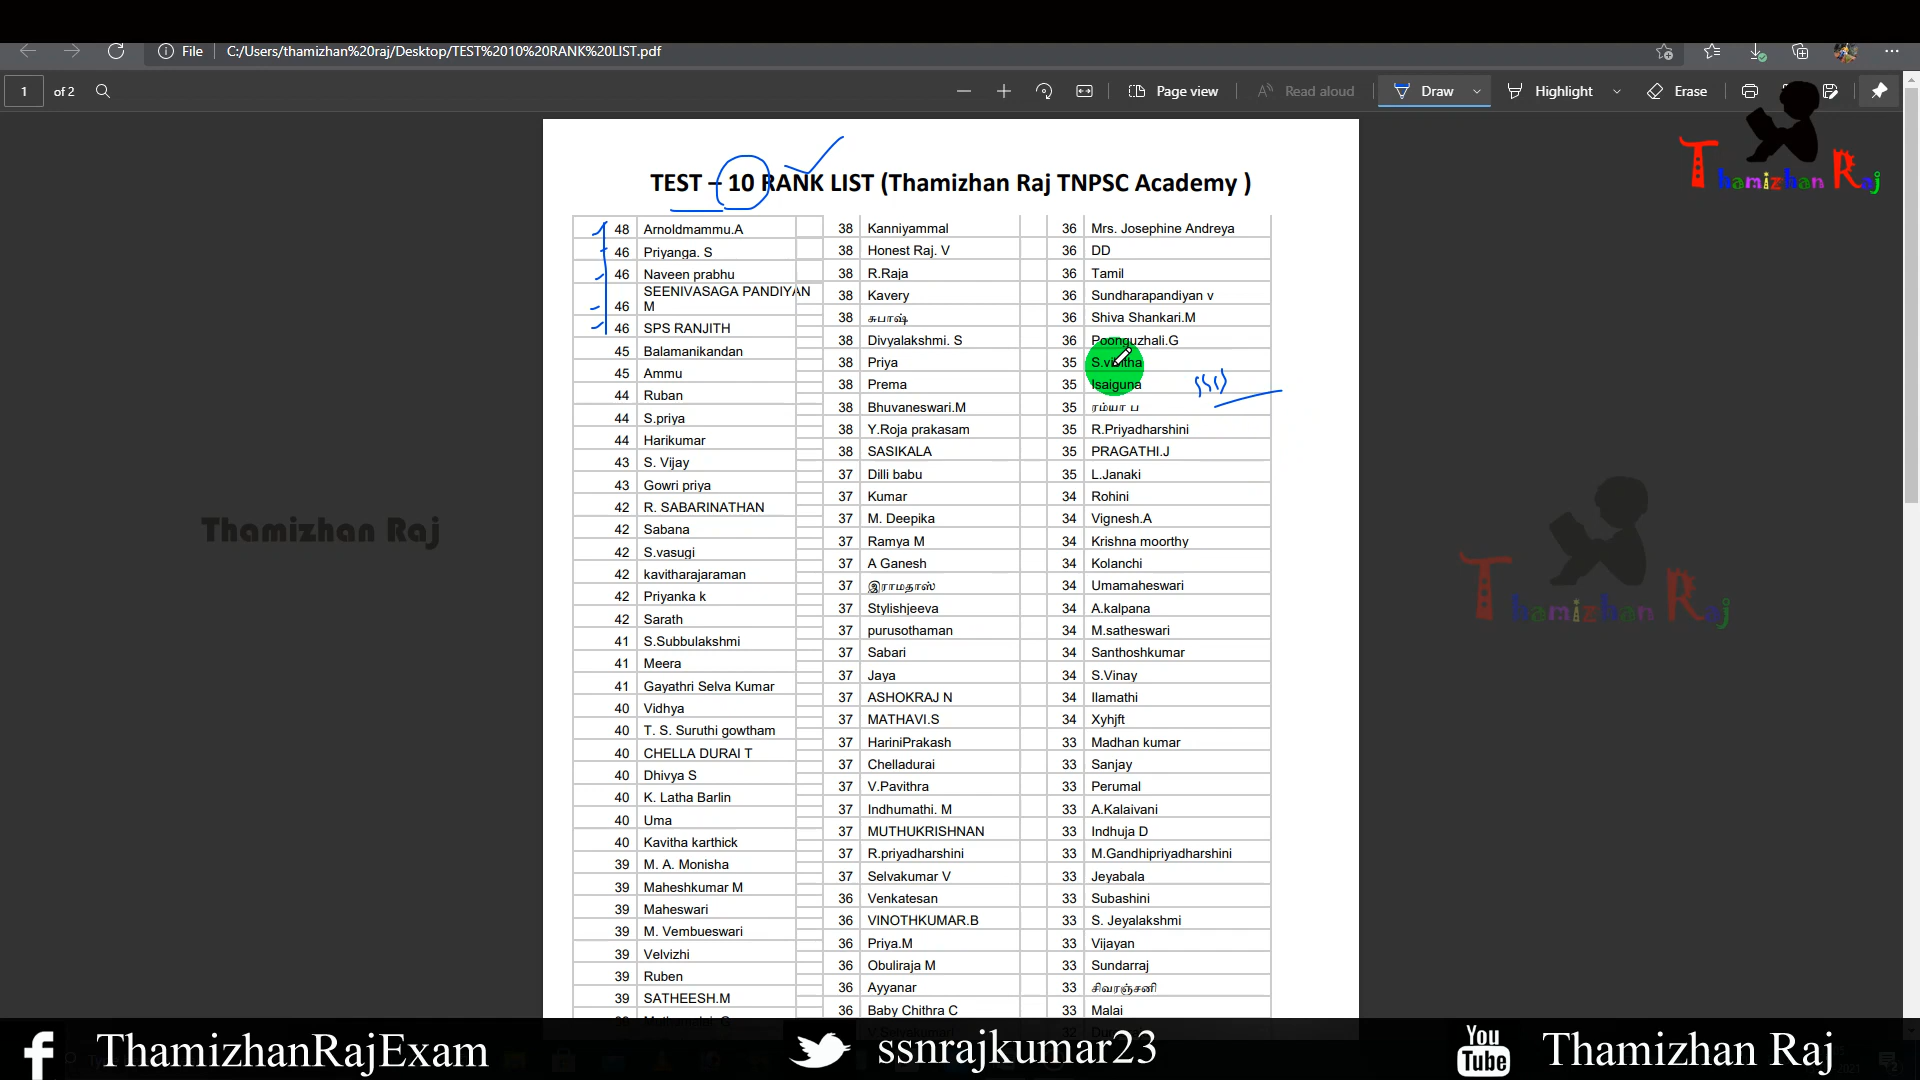 File C:/Users/thamizhan%20raj/Desktop/TEST%2010%20RANK%20LIST.pdf
1 of 2 Page view Read aloud Draw Highlight Erase
Thamizhan Raj
TEST – 10 RANK LIST (Thamizhan Raj TNPSC Academy )
48 Arnoldmammu.A
46 Priyanga. S
46 Naveen prabhu
SEENIVASAGA PANDIYAN
46 M
46 SPS RANJITH
45 Balamanikandan
45 Ammu
44 Ruban
44 S.priya
44 Harikumar
43 S. Vijay
43 Gowri priya
42 R. SABARINATHAN
42 Sabana
42 S.vasugi
42 kavitharajaraman
42 Priyanka k
42 Sarath
41 S.Subbulakshmi
41 Meera
41 Gayathri Selva Kumar
40 Vidhya
40 T. S. Suruthi gowtham
40 CHELLA DURAI T
40 Dhivya S
40 K. Latha Barlin
40 Uma
40 Kavitha karthick
39 M. A. Monisha
39 Maheshkumar M
39 Maheswari
39 M. Vembueswari
39 Velvizhi
39 Ruben
39 SATHEESH.M
38 Kanniyammal
38 Honest Raj. V
38 R.Raja
38 Kavery
38 சுபாஷ்
38 Divyalakshmi. S
38 Priya
38 Prema
38 Bhuvaneswari.M
38 Y.Roja prakasam
38 SASIKALA
37 Dilli babu
37 Kumar
37 M. Deepika
37 Ramya M
37 A Ganesh
37 இராமதாஸ்
37 Stylishjeeva
37 purusothaman
37 Sabari
37 Jaya
37 ASHOKRAJ N
37 MATHAVI.S
37 HariniPrakash
37 Chelladurai
37 V.Pavithra
37 Indhumathi. M
37 MUTHUKRISHNAN
37 R.priyadharshini
37 Selvakumar V
36 Venkatesan
36 VINOTHKUMAR.B
36 Priya.M
36 Obuliraja M
36 Ayyanar
36 Baby Chithra C
36 Mrs. Josephine Andreya
36 DD
36 Tamil
36 Sundharapandiyan v
36 Shiva Shankari.M
36 Poonguzhali.G
35
35 Isaiguna
35 ரம்யா ப
35 R.Priyadharshini
35 PRAGATHI.J
35 L.Janaki
34 Rohini
34 Vignesh.A
34 Krishna moorthy
34 Kolanchi
34 Umamaheswari
34 A.kalpana
34 M.satheswari
34 Santhoshkumar
34 S.Vinay
34 Ilamathi
34 Xyhjft
33 Madhan kumar
33 Sanjay
33 Perumal
33 A.Kalaivani
33 Indhuja D
33 M.Gandhipriyadharshini
33 Jeyabala
33 Subashini
33 S. Jeyalakshmi
33 Vijayan
33 Sundarraj
33 சிவரஞ்சனி
33 Malai
Thamizhan Raj
Thamizhan Raj
ThamizhanRajExam
ssnrajkumar23
You Tube Thamizhan Raj